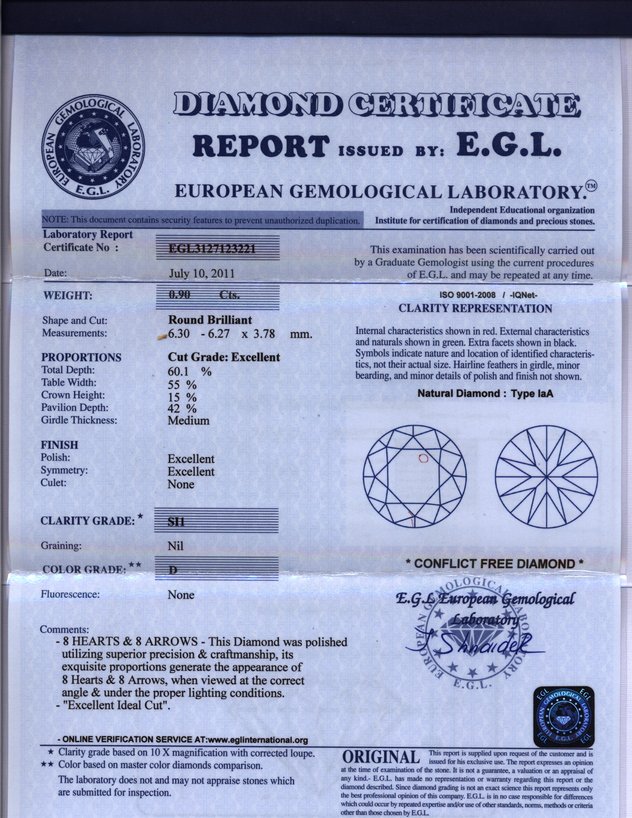 EUROPEAN GEMOLOGICAL LABORATORY
E.G.L.
DIAMOND CERTIFICATE
REPORT ISSUED BY: E.G.L.
EUROPEAN GEMOLOGICAL LABORATORY.™
NOTE: This document contains security features to prevent unauthorized duplication.
Independent Educational organization
Institute for certification of diamonds and precious stones.
Laboratory Report
Certificate No : EGL3127123221
Date: July 10, 2011
This examination has been scientifically carried out
by a Graduate Gemologist using the current procedures
of E.G.L. and may be repeated at any time.
WEIGHT: 0.90 Cts.
Shape and Cut: Round Brilliant
Measurements: 6.30 - 6.27 x 3.78 mm.
PROPORTIONS Cut Grade: Excellent
Total Depth: 60.1 %
Table Width: 55 %
Crown Height: 15 %
Pavilion Depth: 42 %
Girdle Thickness: Medium
FINISH
Polish: Excellent
Symmetry: Excellent
Culet: None
CLARITY GRADE: * SI1
Graining: Nil
COLOR GRADE: ** D
Fluorescence: None
ISO 9001-2008 / -IQNet-
CLARITY REPRESENTATION
Internal characteristics shown in red. External characteristics
and naturals shown in green. Extra facets shown in black.
Symbols indicate nature and location of identified characteris-
tics, not their actual size. Hairline feathers in girdle, minor
bearding, and minor details of polish and finish not shown.
Natural Diamond : Type IaA
* CONFLICT FREE DIAMOND *
E.G.L European Gemological
Laboratory
EUROPEAN GEMOLOGICAL LABORATORY
E.G.L.
Comments:
- 8 HEARTS & 8 ARROWS - This Diamond was polished
utilizing superior precision & craftmanship, its
exquisite proportions generate the appearance of
8 Hearts & 8 Arrows, when viewed at the correct
angle & under the proper lighting conditions.
- "Excellent Ideal Cut".
- ONLINE VERIFICATION SERVICE AT:www.eglinternational.org
* Clarity grade based on 10 X magnification with corrected loupe.
** Color based on master color diamonds comparison.
The laboratory does not and may not appraise stones which
are submitted for inspection.
ORIGINAL This report is supplied upon request of the customer and is
issued for his exclusive use. The report expresses an opinion
at the time of examination of the stone. It is not a guarantee, a valuation or an appraisal of
any kind.- E.G.L. has made no representation or warranty regarding this report or the
diamond described. Since diamond grading is not an exact science this report represents only
the best professional opinion of this company. E.G.L. is in no case responsible for differences
which could occur by repeated expertise and/or use of other standards, norms, methods or criteria
other than those chosen by E.G.L.